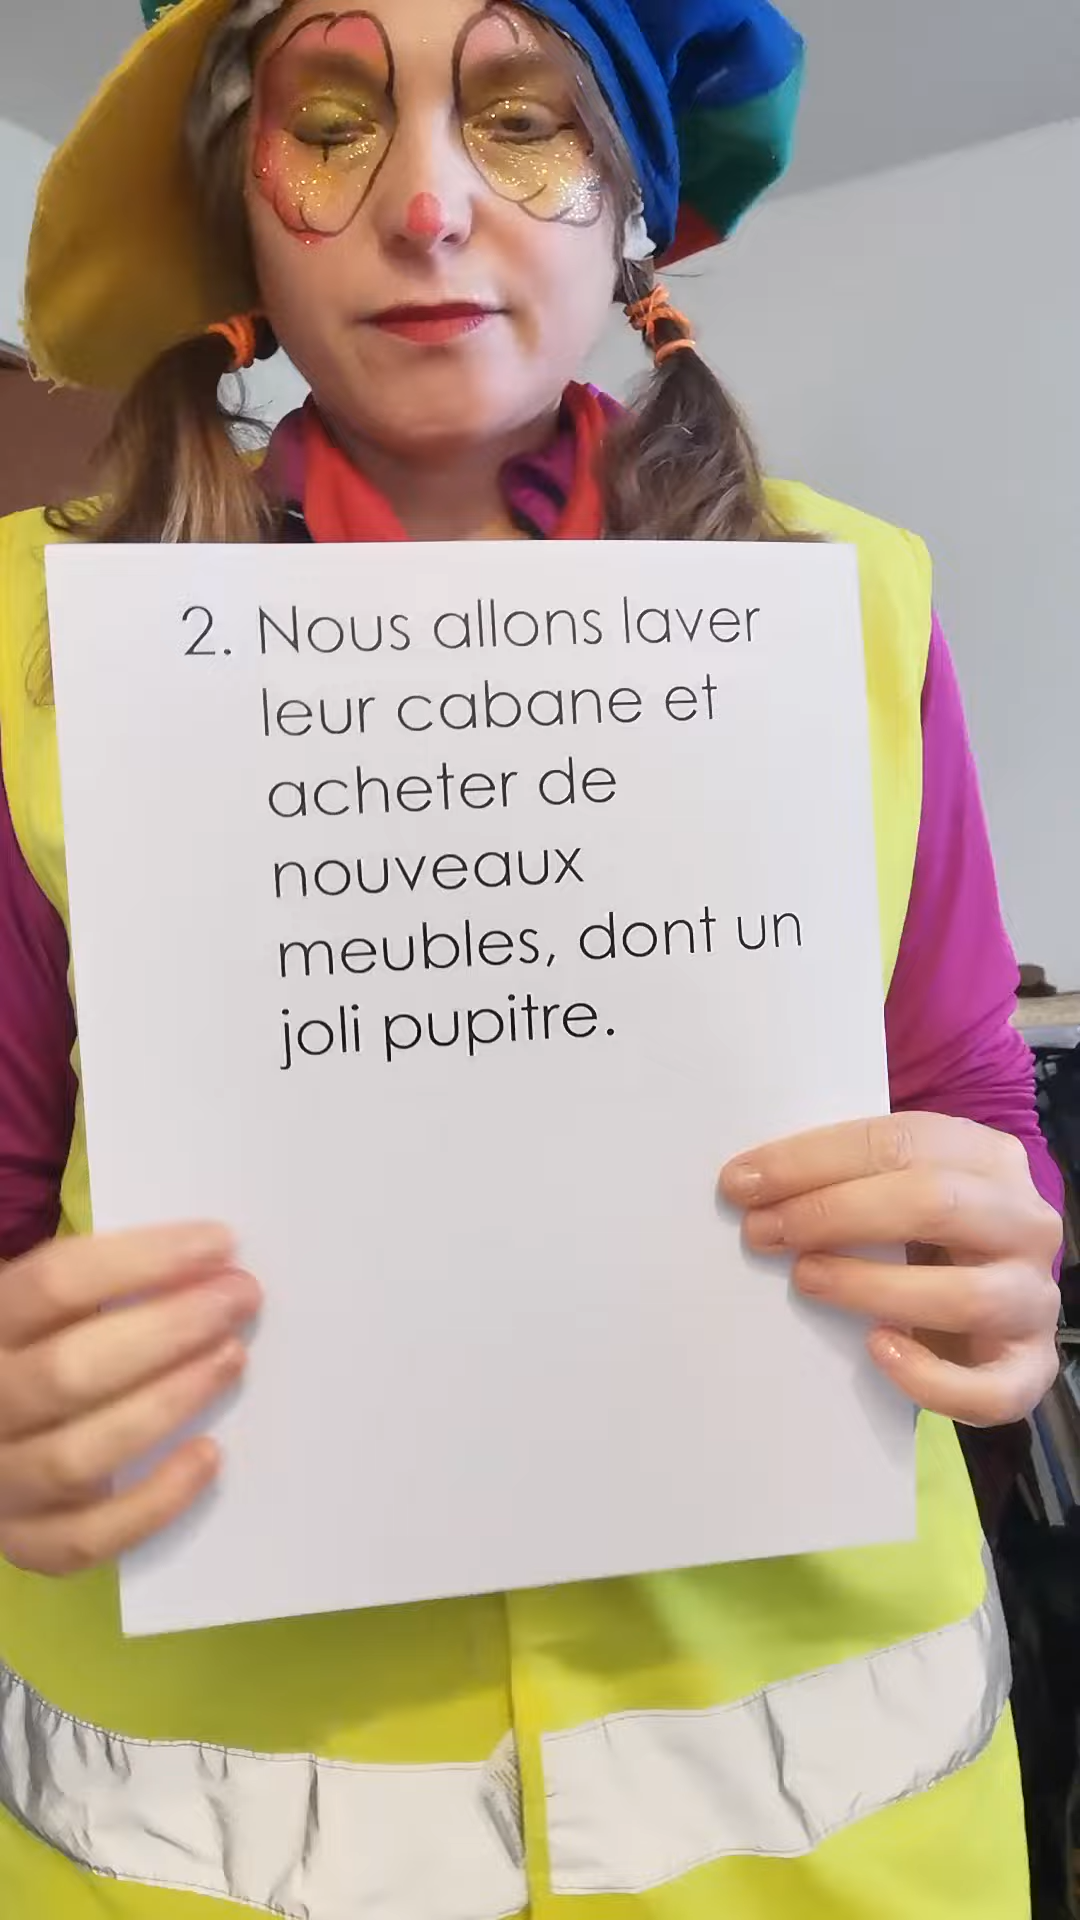 2. Nous allons laver
leur cabane et
acheter de
nouveaux
meubles, dont un
joli pupitre.